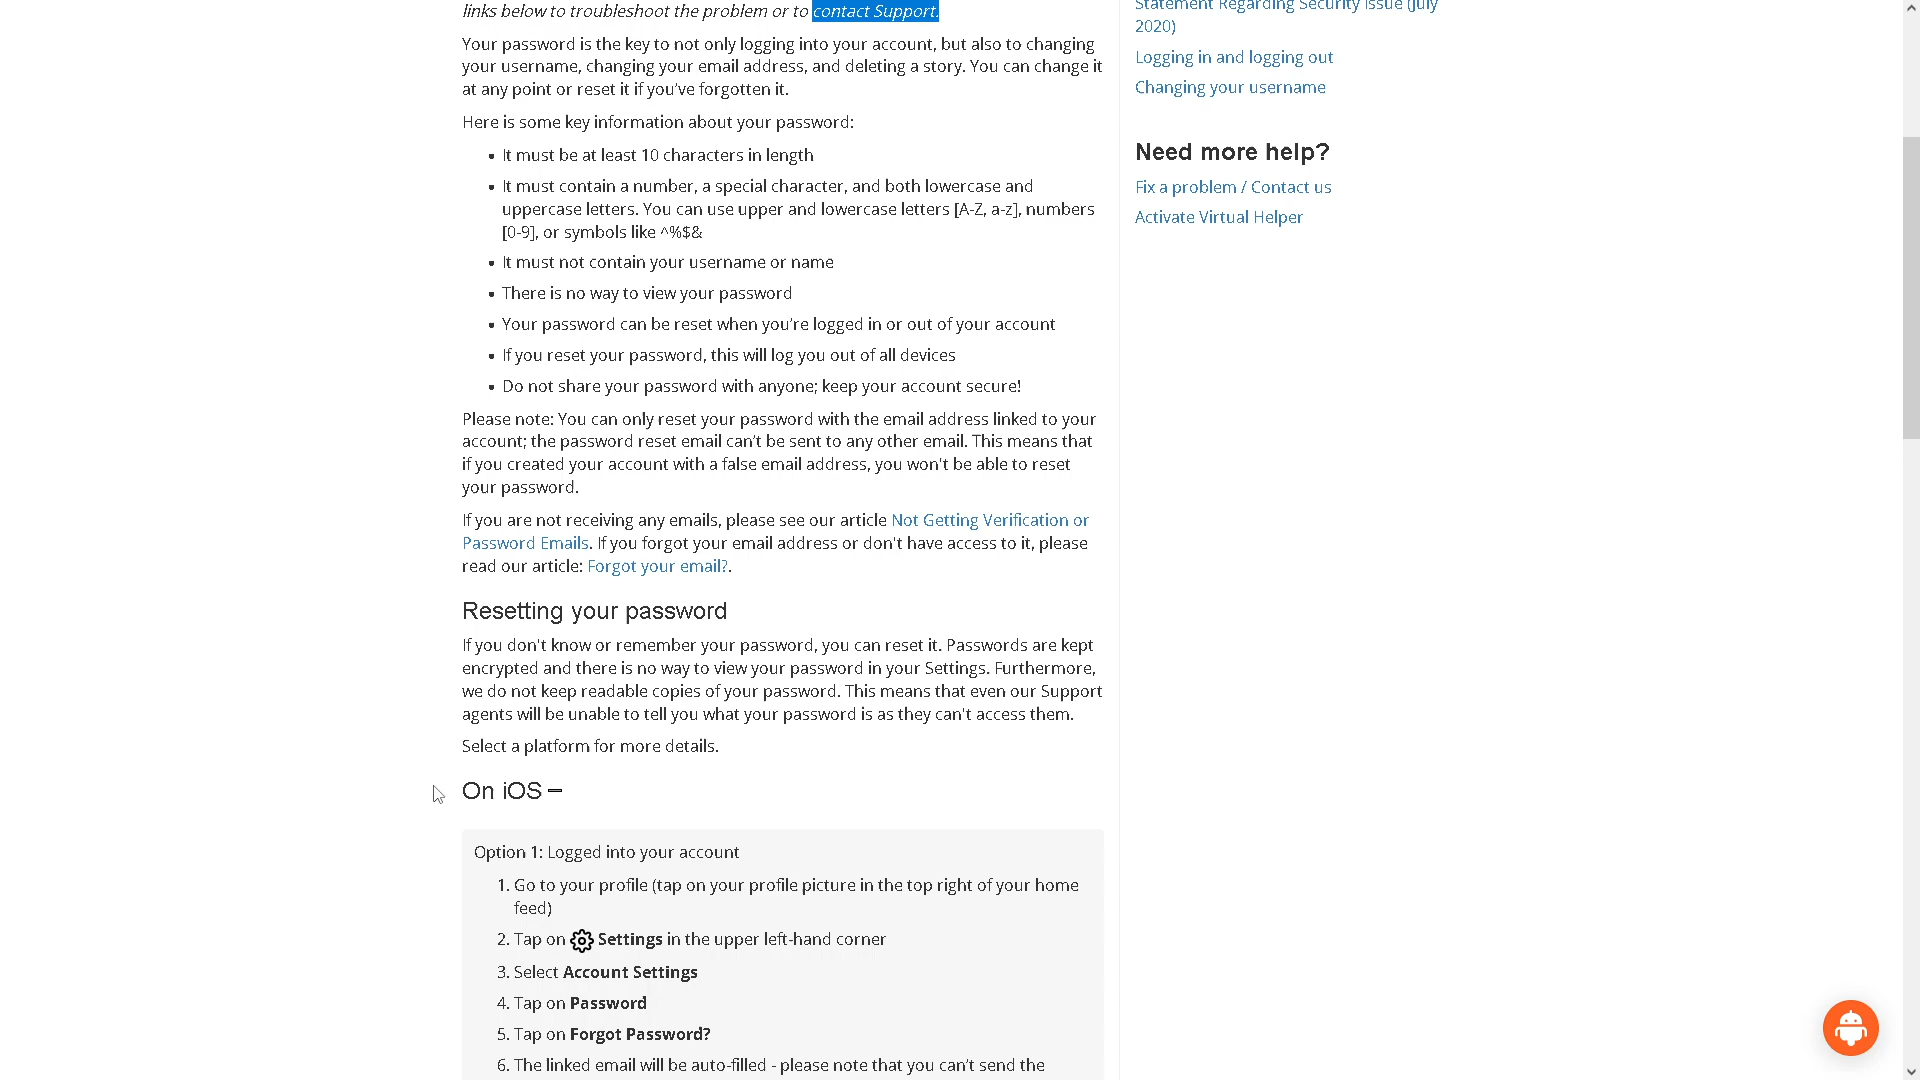 links below to troubleshoot the problem or to contact Support.
Your password is the key to not only logging into your account, but also to changing
your username, changing your email address, and deleting a story. You can change it
at any point or reset it if you’ve forgotten it.
Here is some key information about your password:
• It must be at least 10 characters in length
• It must contain a number, a special character, and both lowercase and
uppercase letters. You can use upper and lowercase letters [A-Z, a-z], numbers
[0-9], or symbols like ^%$&
• It must not contain your username or name
• There is no way to view your password
• Your password can be reset when you’re logged in or out of your account
• If you reset your password, this will log you out of all devices
• Do not share your password with anyone; keep your account secure!
Please note: You can only reset your password with the email address linked to your
account; the password reset email can’t be sent to any other email. This means that
if you created your account with a false email address, you won't be able to reset
your password.
If you are not receiving any emails, please see our article Not Getting Verification or
Password Emails. If you forgot your email address or don't have access to it, please
read our article: Forgot your email?.
Resetting your password
If you don't know or remember your password, you can reset it. Passwords are kept
encrypted and there is no way to view your password in your Settings. Furthermore,
we do not keep readable copies of your password. This means that even our Support
agents will be unable to tell you what your password is as they can't access them.
Select a platform for more details.
On iOS –
Option 1: Logged into your account
1. Go to your profile (tap on your profile picture in the top right of your home
feed)
2. Tap on Settings in the upper left-hand corner
3. Select Account Settings
4. Tap on Password
5. Tap on Forgot Password?
6. The linked email will be auto-filled - please note that you can’t send the
Statement Regarding Security Issue (July
2020)
Logging in and logging out
Changing your username
Need more help?
Fix a problem / Contact us
Activate Virtual Helper